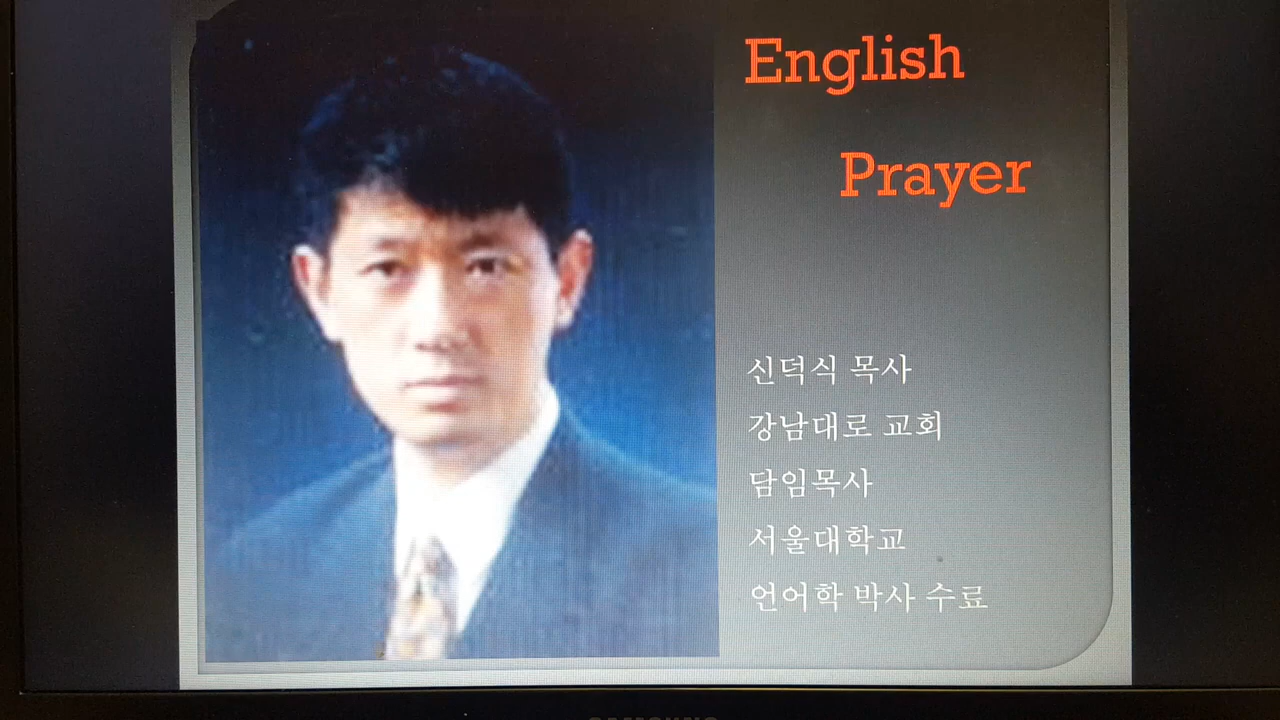 English
Prayer
신덕식 목사
강남대로 교회
담임목사
서울대학교
언어학 박사 수료
SAMSUNG